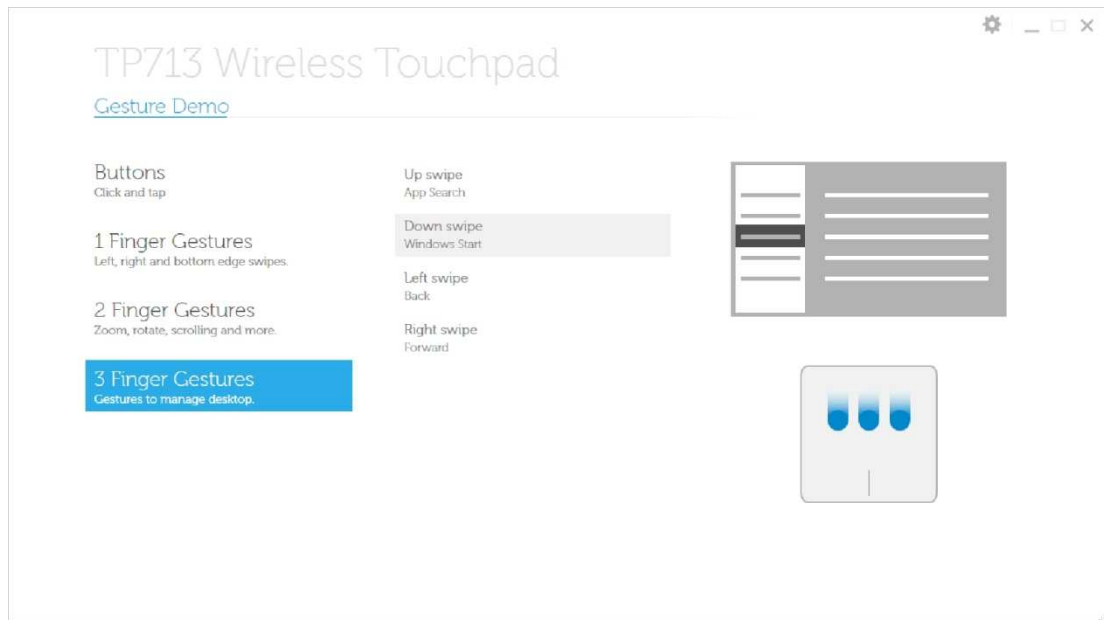 TP713 Wireless Touchpad
Gesture Demo
Buttons
Click and tap
1 Finger Gestures
Left, right and bottom edge swipes.
2 Finger Gestures
Zoom, rotate, scrolling and more.
3 Finger Gestures
Gestures to manage desktop.
Up swipe
App Search
Down swipe
Windows Start
Left swipe
Back
Right swipe
Forward